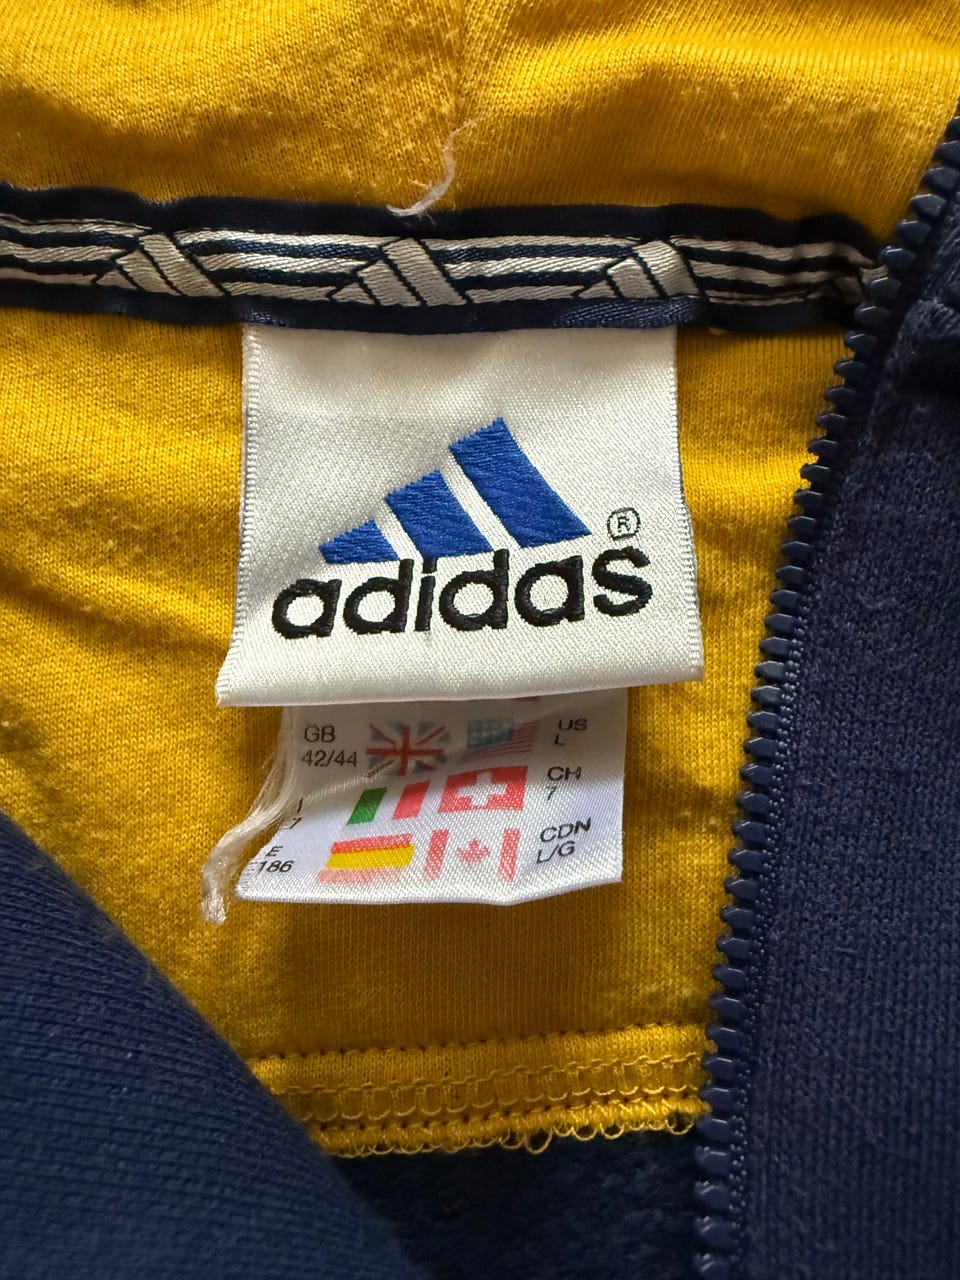 adidas®
GB
42/44
US
L
CH
7
E
186
CDN
L/G